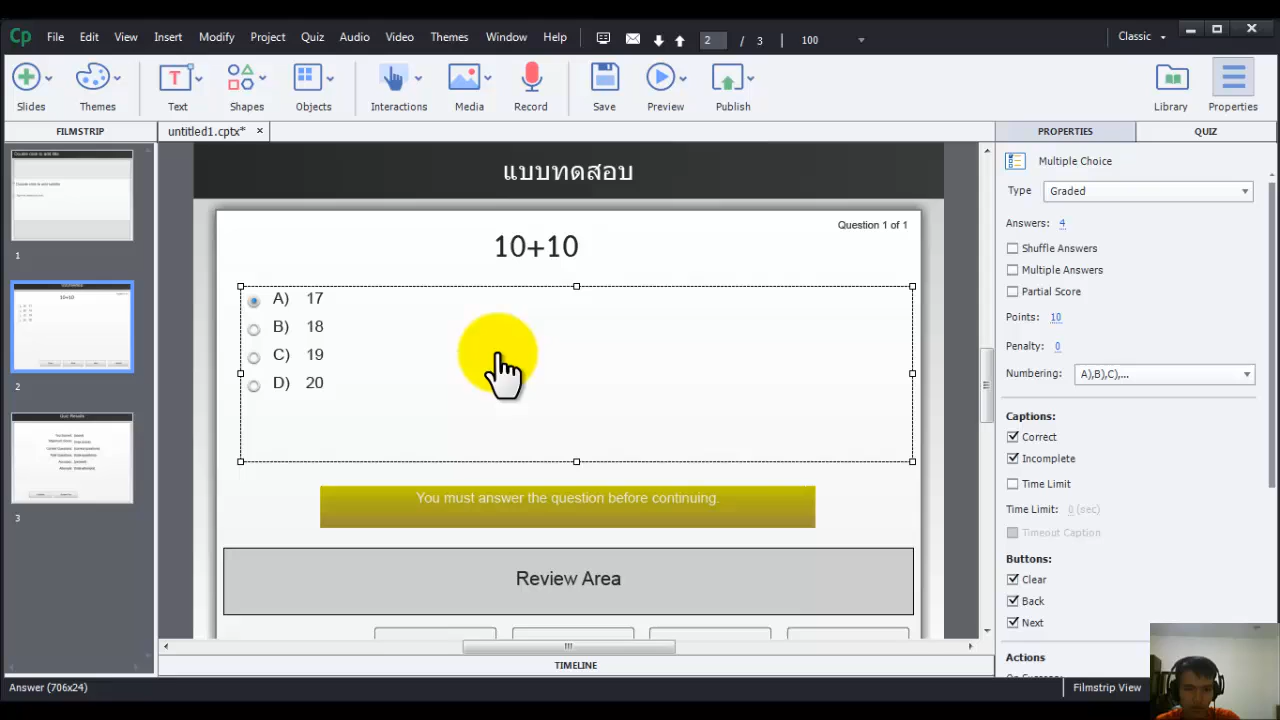 Cp File Edit View Insert Modify Project Quiz Audio Video Themes Window Help 2 / 3 100 Classic
Slides Themes Text Shapes Objects Interactions Media Record Save Preview Publish Library Properties
FILMSTRIP untitled1.cptx* × PROPERTIES QUIZ
แบบทดสอบ
Question 1 of 1
10+10
A) 17
B) 18
C) 19
D) 20
You must answer the question before continuing.
Review Area
TIMELINE
1
2
3
Multiple Choice
Type Graded
Answers: 4
Shuffle Answers
Multiple Answers
Partial Score
Points: 10
Penalty: 0
Numbering: A),B),C),...
Captions:
Correct
Incomplete
Time Limit
Time Limit: 0 (sec)
Timeout Caption
Buttons:
Clear
Back
Next
Actions
Answer (706x24) Filmstrip View